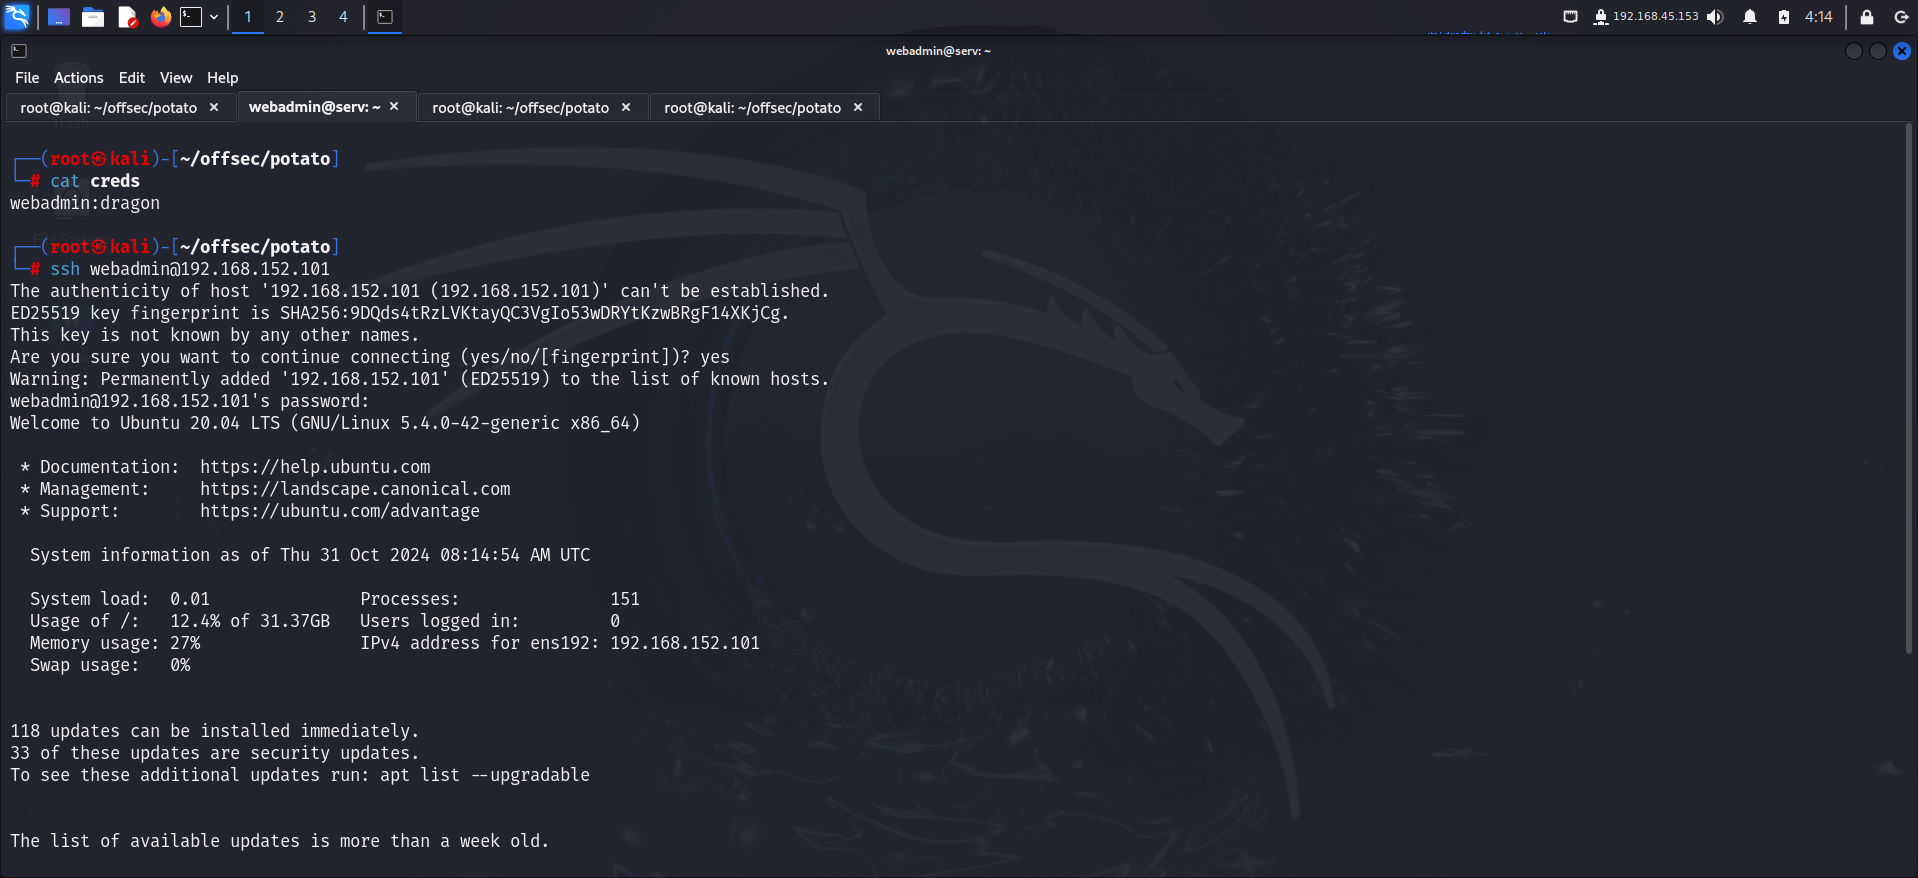 1 2 3 4 192.168.45.153 4:14
webadmin@serv: ~
File Actions Edit View Help
root@kali: ~/offsec/potato × webadmin@serv: ~ × root@kali: ~/offsec/potato × root@kali: ~/offsec/potato ×
┌──(root㉿kali)-[~/offsec/potato]
└─# cat creds
webadmin:dragon
┌──(root㉿kali)-[~/offsec/potato]
└─# ssh webadmin@192.168.152.101
The authenticity of host '192.168.152.101 (192.168.152.101)' can't be established.
ED25519 key fingerprint is SHA256:9DQds4tRzLVKtayQC3VgIo53wDRYtKzwBRgF14XKjCg.
This key is not known by any other names.
Are you sure you want to continue connecting (yes/no/[fingerprint])? yes
Warning: Permanently added '192.168.152.101' (ED25519) to the list of known hosts.
webadmin@192.168.152.101's password:
Welcome to Ubuntu 20.04 LTS (GNU/Linux 5.4.0-42-generic x86_64)
* Documentation:  https://help.ubuntu.com
* Management:     https://landscape.canonical.com
* Support:        https://ubuntu.com/advantage
System information as of Thu 31 Oct 2024 08:14:54 AM UTC
System load:  0.01               Processes:               151
Usage of /:   12.4% of 31.37GB   Users logged in:         0
Memory usage: 27%                IPv4 address for ens192: 192.168.152.101
Swap usage:   0%
118 updates can be installed immediately.
33 of these updates are security updates.
To see these additional updates run: apt list --upgradable
The list of available updates is more than a week old.